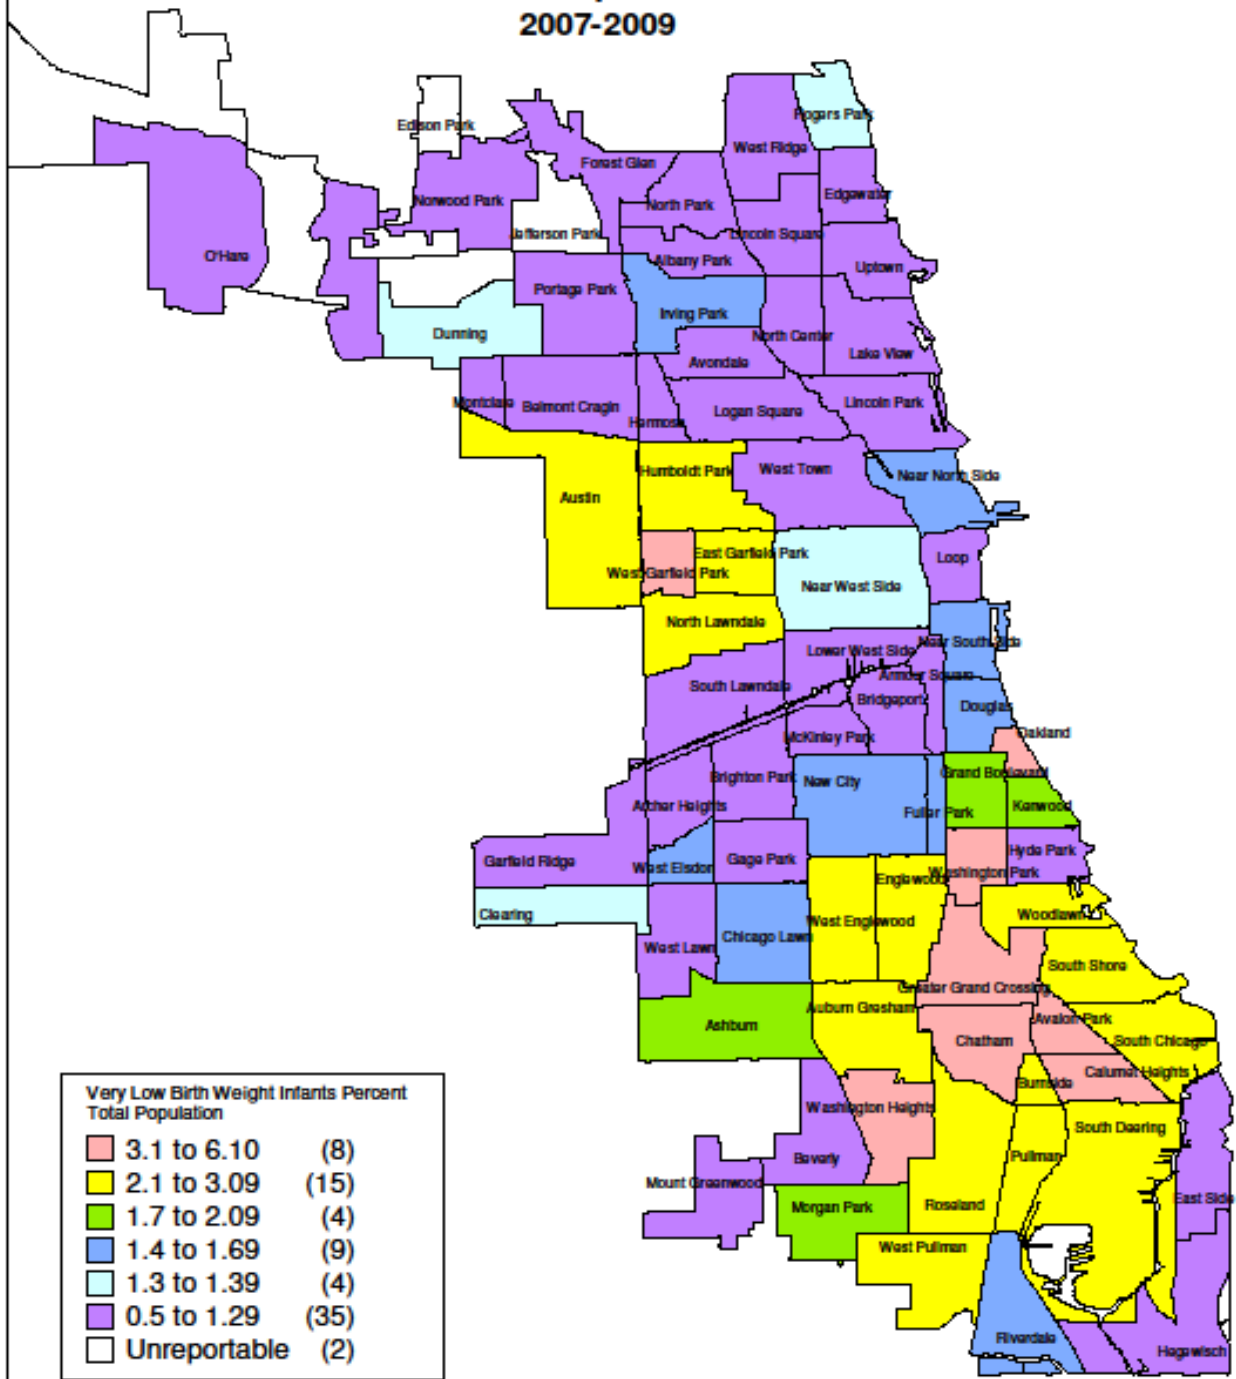 2007-2009
Rogers Park
Edison Park
West Ridge
Forest Glen
Edgewater
Norwood Park
North Park
Jefferson Park
Lincoln Square
O'Hare
Albany Park
Uptown
Portage Park
Irving Park
Dunning
North Center
Lake View
Avondale
Montclare
Belmont Cragin
Hermosa
Logan Square
Lincoln Park
Humboldt Park
West Town
Near North Side
Austin
East Garfield Park
Loop
West Garfield Park
Near West Side
North Lawndale
Near South Side
Lower West Side
Armour Square
South Lawndale
Bridgeport
Douglas
Oakland
McKinley Park
Grand Boulevard
Brighton Park
New City
Archer Heights
Fuller Park
Kenwood
Garfield Ridge
West Elsdon
Gage Park
Hyde Park
Washington Park
Englewood
Clearing
West Englewood
Woodlawn
West Lawn
Chicago Lawn
South Shore
Greater Grand Crossing
Auburn Gresham
Ashburn
Avalon Park
Chatham
South Chicago
Calumet Heights
Burnside
Washington Heights
South Deering
Beverly
Pullman
Mount Greenwood
East Side
Morgan Park
Roseland
West Pullman
Riverdale
Hegewisch
Very Low Birth Weight Infants Percent
Total Population
3.1 to 6.10 (8)
2.1 to 3.09 (15)
1.7 to 2.09 (4)
1.4 to 1.69 (9)
1.3 to 1.39 (4)
0.5 to 1.29 (35)
Unreportable (2)